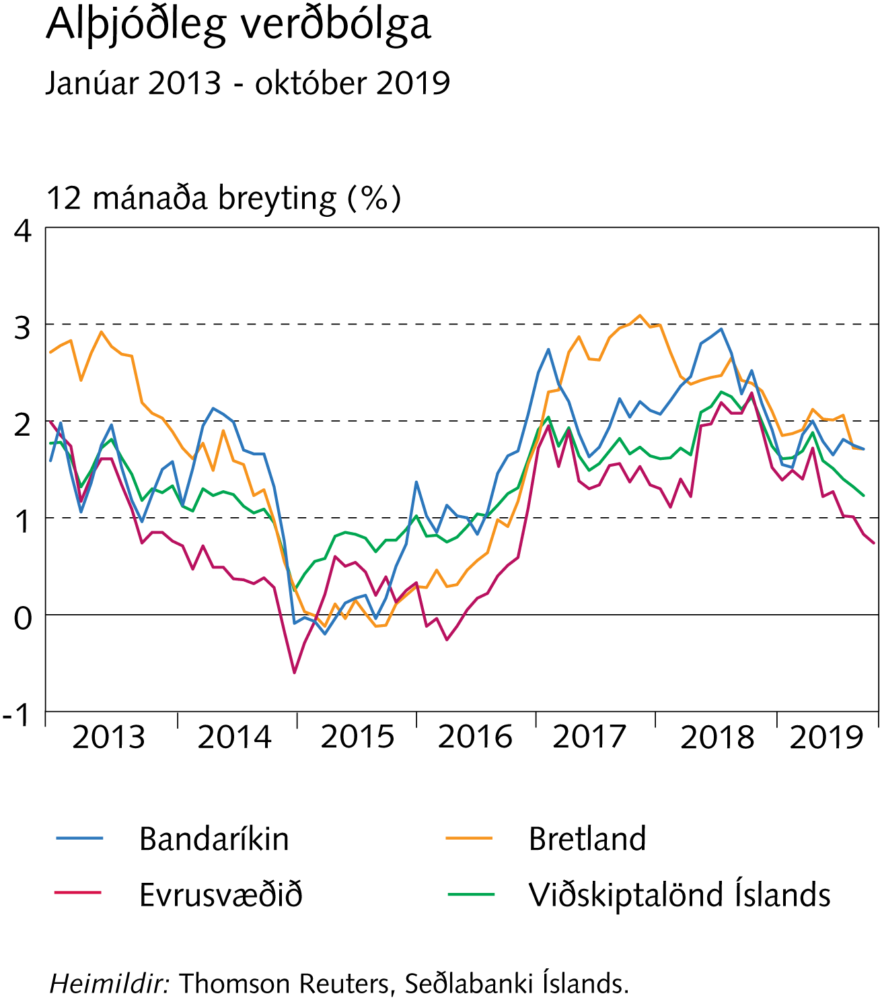 Alþjóðleg verðbólga
Janúar 2013 - október 2019
12 mánaða breyting (%)
4
3
2
1
0
-1
2013 2014 2015 2016 2017 2018 2019
Bandaríkin
Bretland
Evrusvæðið
Viðskiptalönd Íslands
Heimildir: Thomson Reuters, Seðlabanki Íslands.